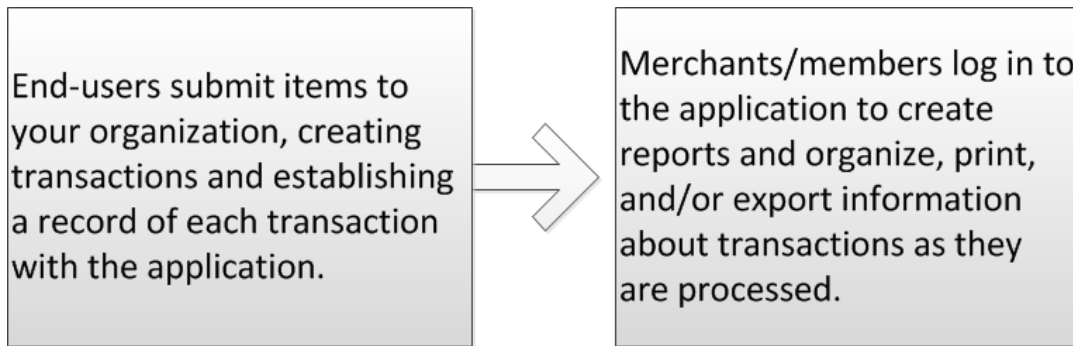 End-users submit items to
your organization, creating
transactions and establishing
a record of each transaction
with the application.
Merchants/members log in to
the application to create
reports and organize, print,
and/or export information
about transactions as they
are processed.